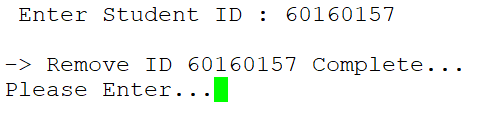 Enter Student ID : 60160157
-> Remove ID 60160157 Complete...
Please Enter...